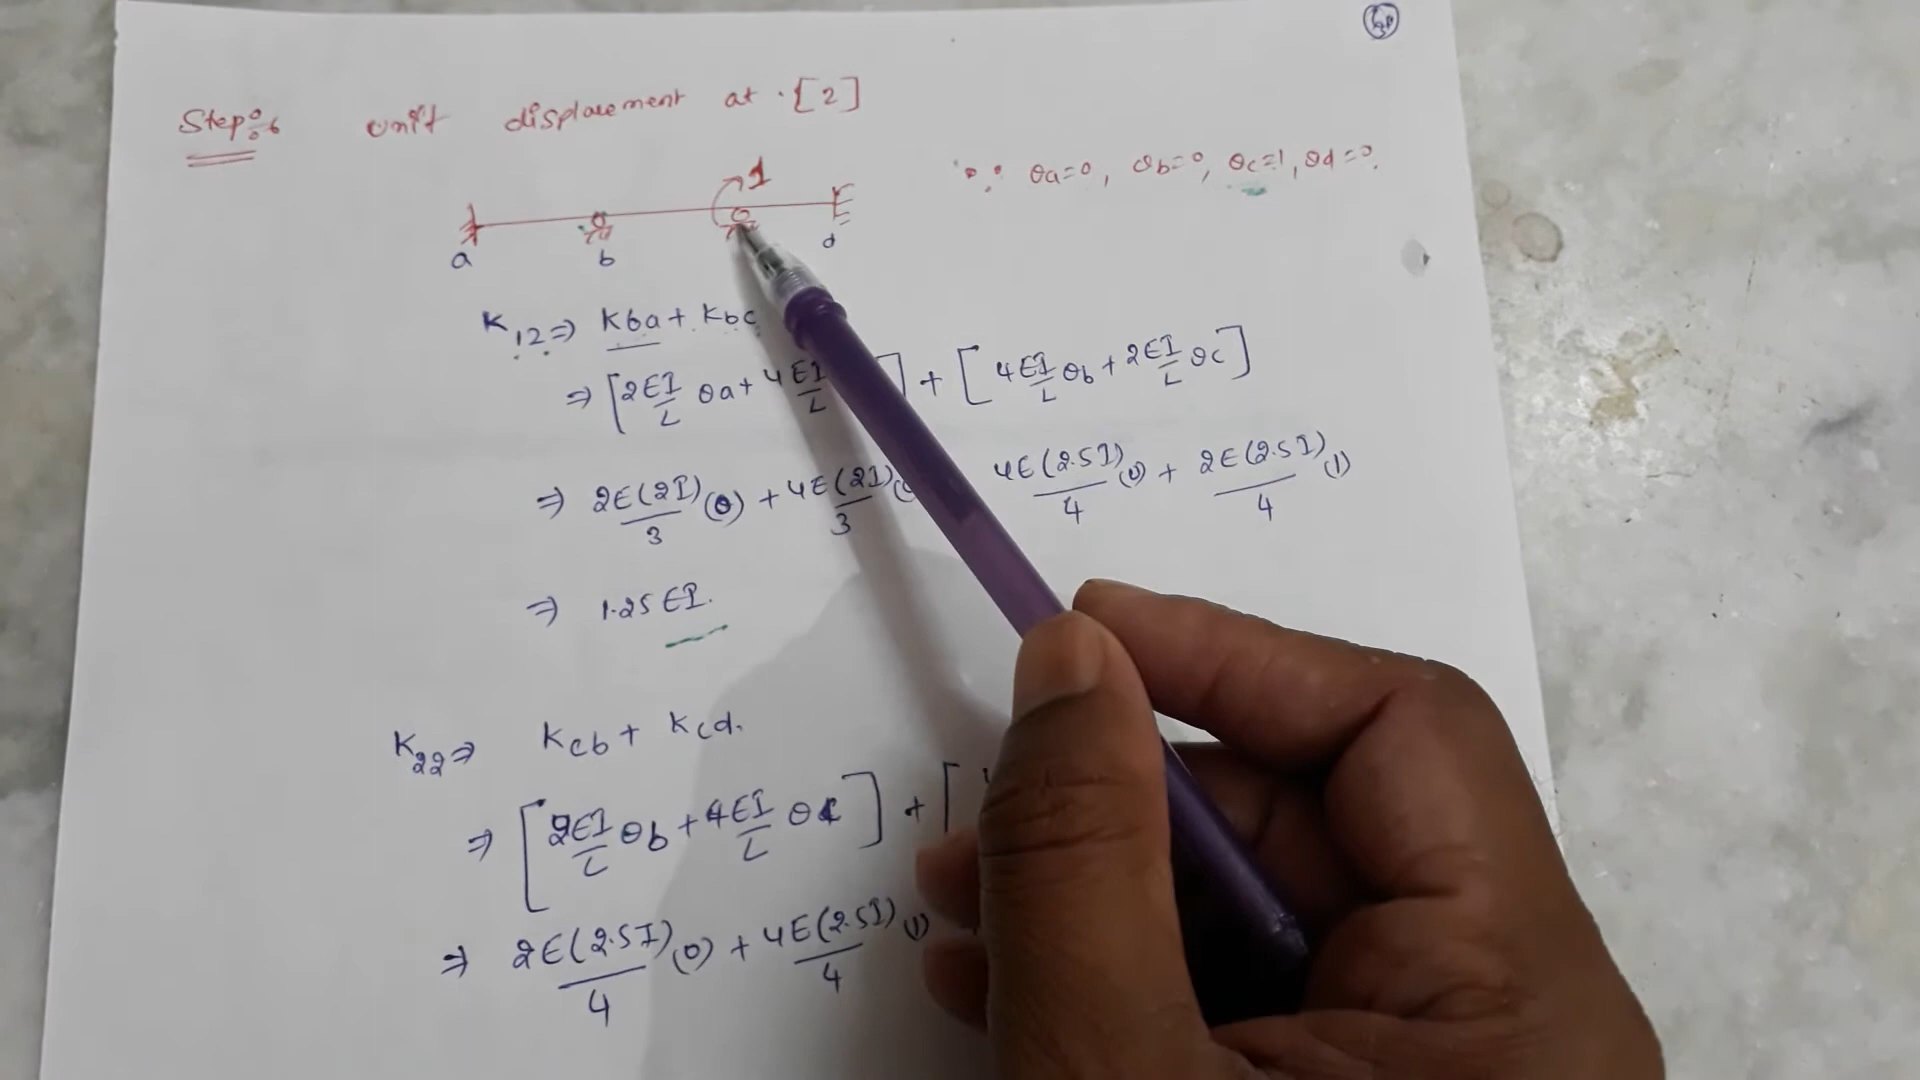 Step:6 unit displacement at [2]
1
∵ θa=0, θb=0, θc=1, θd=0.
a b d
K12 ⇒ Kba + Kbc
⇒ [2EI/L θa + 4EI/L ] + [4EI/L θb + 2EI/L θc]
⇒ 2E(2I)/3 (0) + 4E(2I)/3 4E(2.5I)/4 (0) + 2E(2.5I)/4 (1)
⇒ 1.25 EI.
K22 ⇒ Kcb + Kcd.
⇒ [2EI/L θb + 4EI/L θc] + [
⇒ 2E(2.5I)/4 (0) + 4E(2.5I)/4 (1)